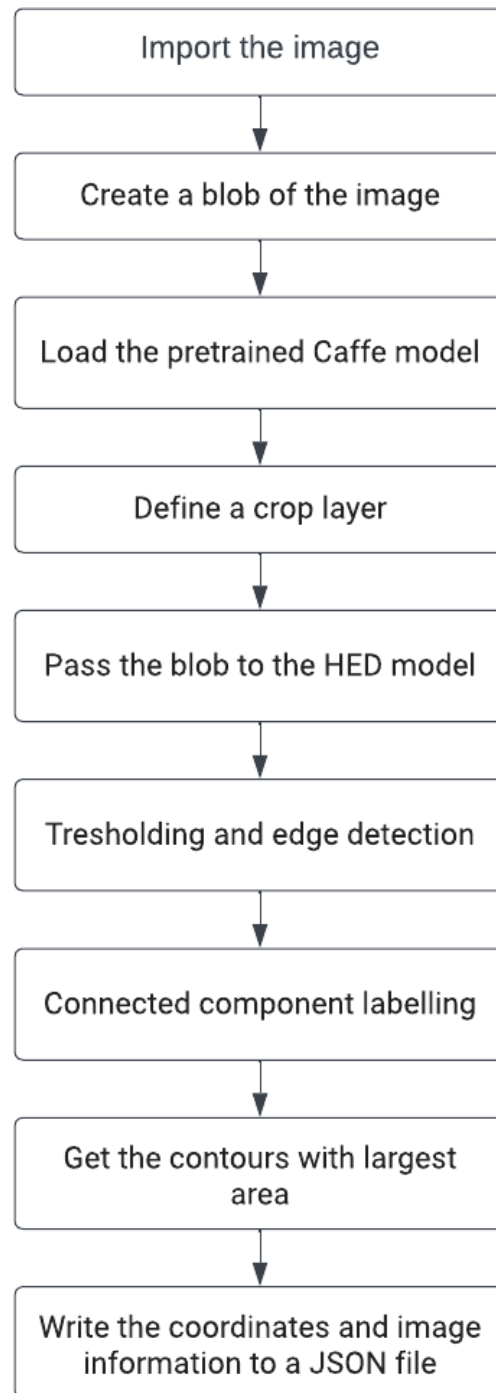 Import the image
Create a blob of the image
Load the pretrained Caffe model
Define a crop layer
Pass the blob to the HED model
Tresholding and edge detection
Connected component labelling
Get the contours with largest
area
Write the coordinates and image
information to a JSON file